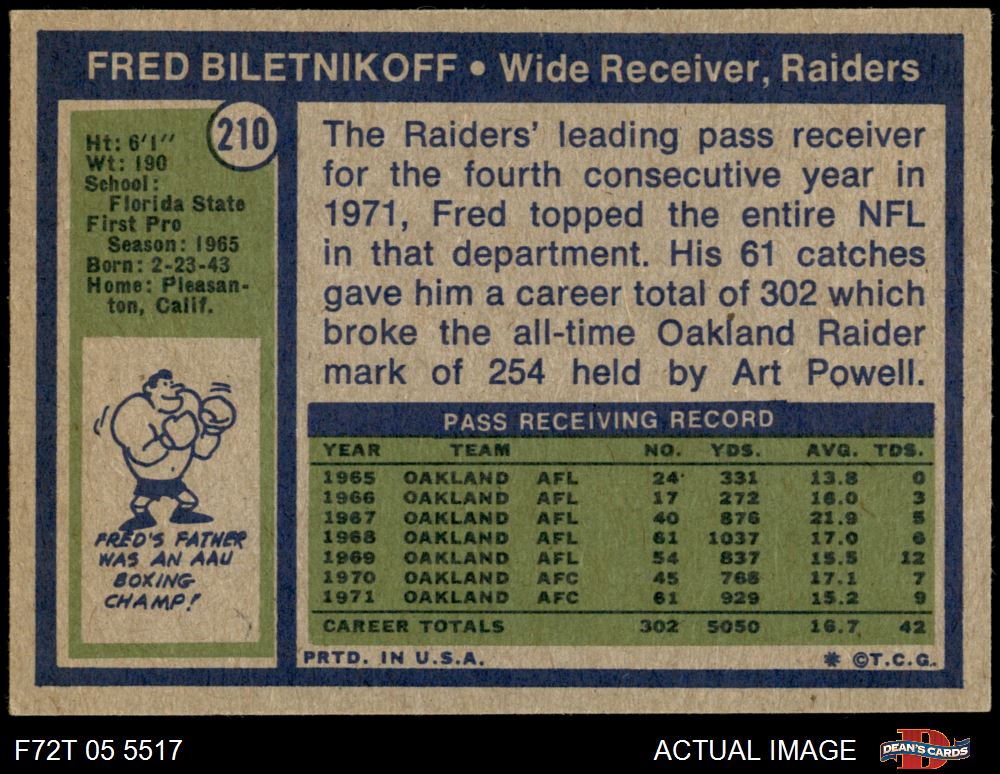 FRED BILETNIKOFF • Wide Receiver, Raiders
210
Ht: 6'1"
Wt: 190
School:
Florida State
First Pro
Season: 1965
Born: 2-23-43
Home: Pleasan-
ton, Calif.
FRED'S FATHER
WAS AN AAU
BOXING
CHAMP!
The Raiders' leading pass receiver
for the fourth consecutive year in
1971, Fred topped the entire NFL
in that department. His 61 catches
gave him a career total of 302 which
broke the all-time Oakland Raider
mark of 254 held by Art Powell.
PASS RECEIVING RECORD
YEAR TEAM NO. YDS. AVG. TDS.
1965 OAKLAND AFL 24 331 13.8 0
1966 OAKLAND AFL 17 272 16.0 3
1967 OAKLAND AFL 40 876 21.9 5
1968 OAKLAND AFL 61 1037 17.0 6
1969 OAKLAND AFL 54 837 15.5 12
1970 OAKLAND AFC 45 768 17.1 7
1971 OAKLAND AFC 61 929 15.2 9
CAREER TOTALS 302 5050 16.7 42
PRTD. IN U.S.A. * ©T.C.G.
F72T 05 5517 ACTUAL IMAGE DEAN'S CARDS